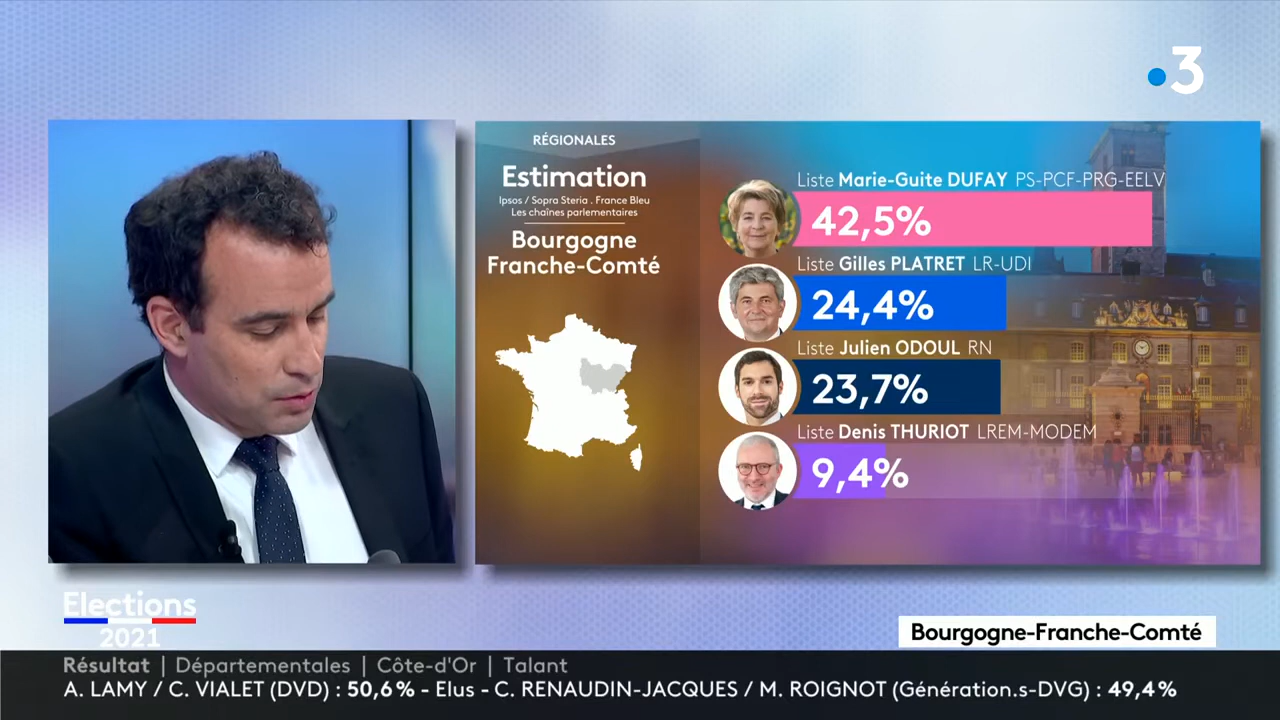 3
RÉGIONALES
Estimation
Ipsos / Sopra Steria . France Bleu
Les chaînes parlementaires
Bourgogne
Franche-Comté
Liste Marie-Guite DUFAY PS-PCF-PRG-EELV
42,5%
Liste Gilles PLATRET LR-UDI
24,4%
Liste Julien ODOUL RN
23,7%
Liste Denis THURIOT LREM-MODEM
9,4%
Elections
2021
Bourgogne-Franche-Comté
Résultat | Départementales | Côte-d'Or | Talant
A. LAMY / C. VIALET (DVD) : 50,6% - Elus - C. RENAUDIN-JACQUES / M. ROIGNOT (Génération.s-DVG) : 49,4%